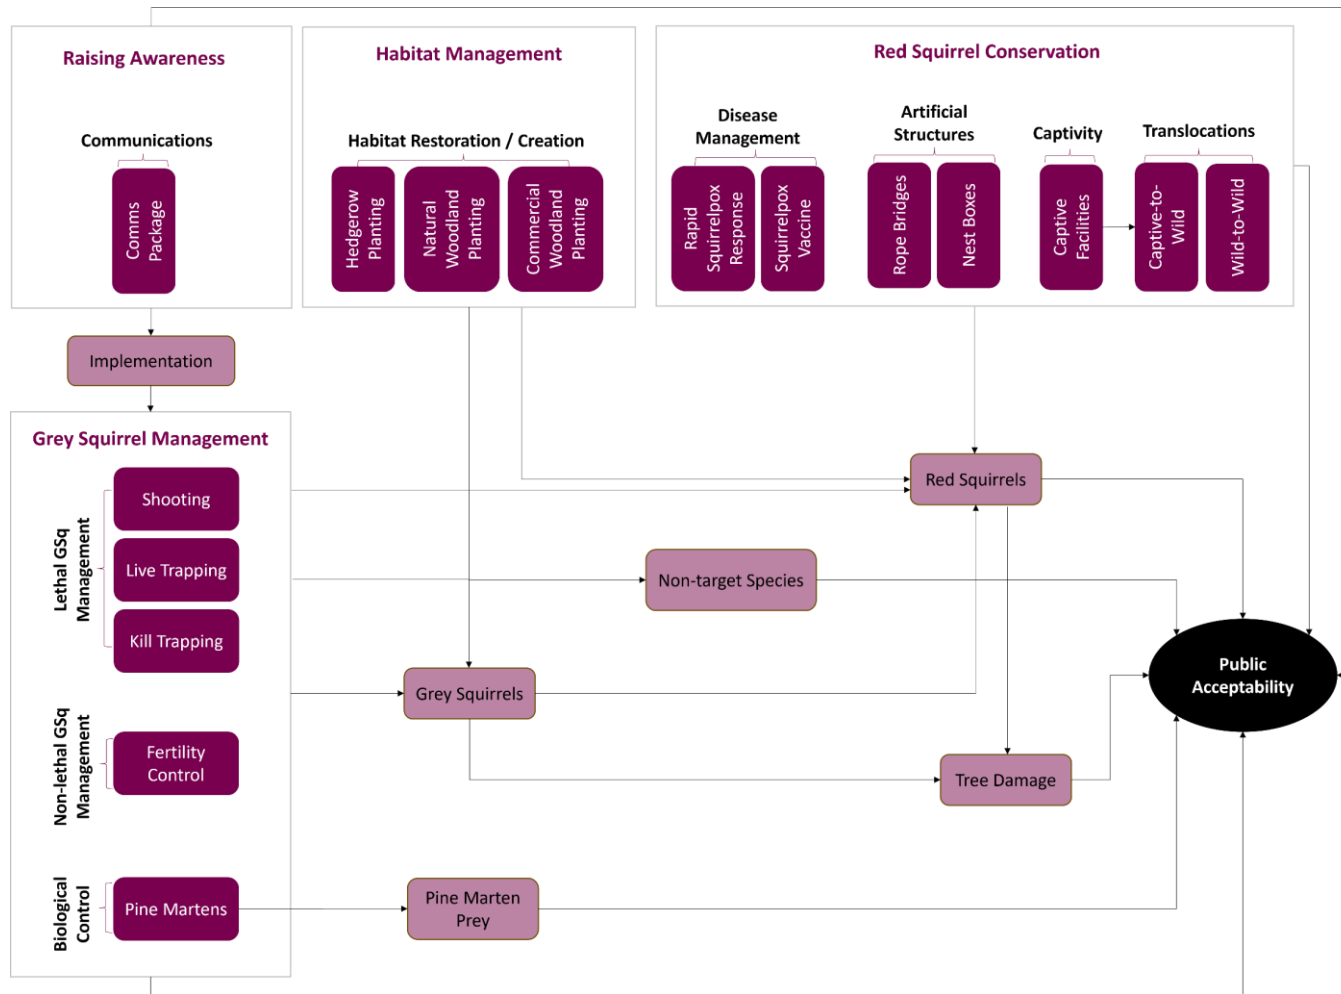 Raising Awareness
Communications
Comms
Package
Habitat Management
Habitat Restoration / Creation
Hedgerow
Planting
Natural
Woodland
Planting
Commercial
Woodland
Planting
Red Squirrel Conservation
Disease
Management
Rapid
Squirrelpox
Response
Squirrelpox
Vaccine
Artificial
Structures
Rope Bridges
Nest Boxes
Captivity
Captive
Facilities
Translocations
Captive-to-
Wild
Wild-to-Wild
Implementation
Grey Squirrel Management
Lethal GSq
Management
Shooting
Live Trapping
Kill Trapping
Non-lethal GSq
Management
Fertility
Control
Biological
Control
Pine Martens
Red Squirrels
Non-target Species
Grey Squirrels
Tree Damage
Pine Marten
Prey
Public
Acceptability